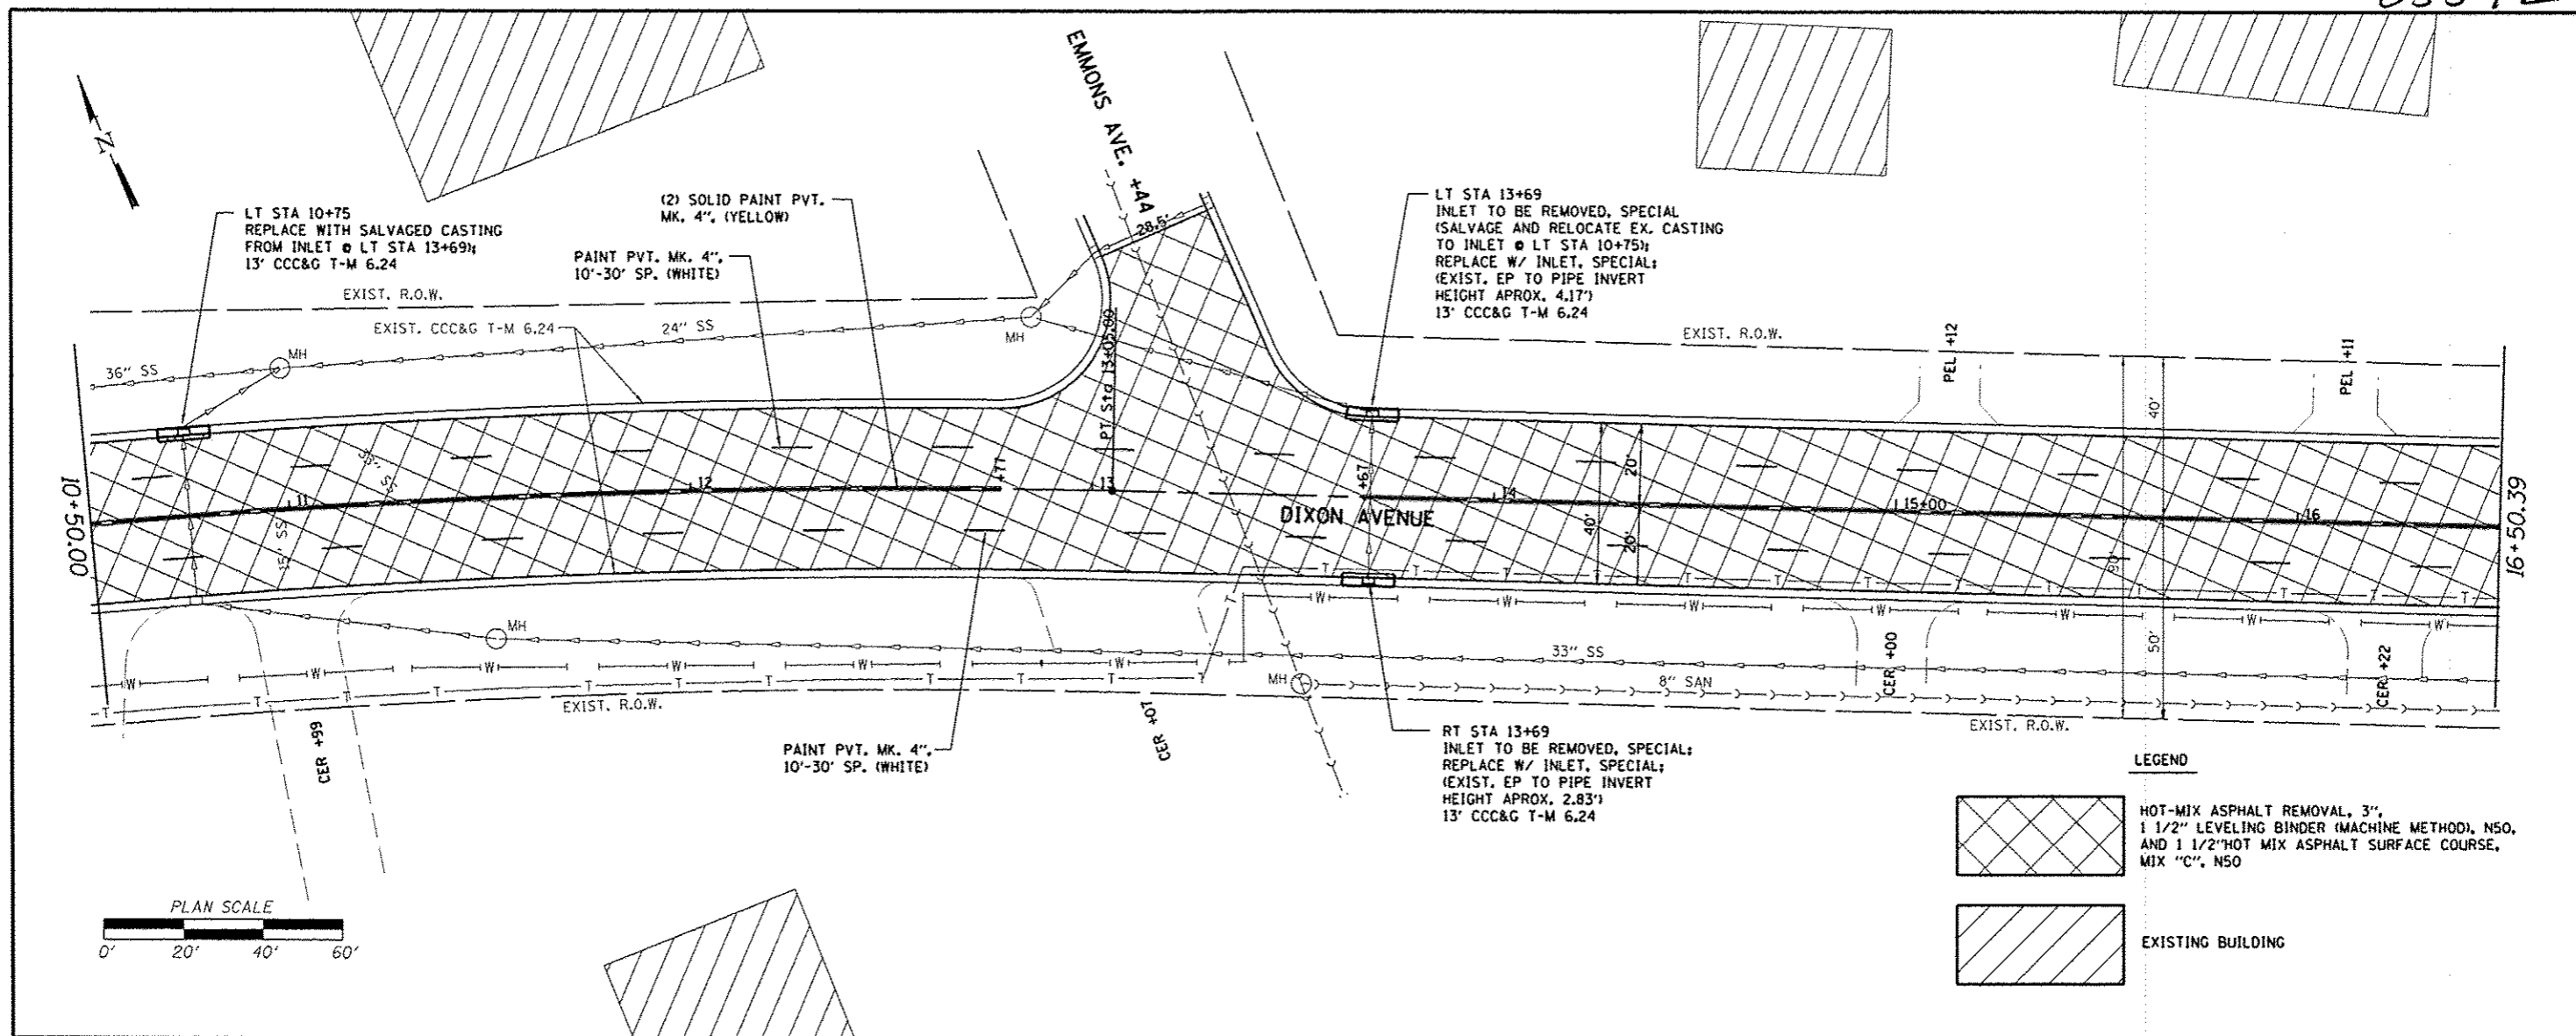 EMMONS AVE.
+44
28.5'
N
LT STA 10+75
REPLACE WITH SALVAGED CASTING
FROM INLET @ LT STA 13+69);
13' CCC&G T-M 6.24
(2) SOLID PAINT PVT.
MK. 4", (YELLOW)
PAINT PVT. MK. 4",
10'-30' SP. (WHITE)
LT STA 13+69
INLET TO BE REMOVED, SPECIAL
(SALVAGE AND RELOCATE EX. CASTING
TO INLET @ LT STA 10+75);
REPLACE W/ INLET, SPECIAL;
(EXIST. EP TO PIPE INVERT
HEIGHT APROX. 4.17')
13' CCC&G T-M 6.24
EXIST. R.O.W.
EXIST. CCC&G T-M 6.24
24" SS
MH
MH
36" SS
EXIST. R.O.W.
PEL +12
PEL +11
PT Sta 13+05.00
40'
10+50.00
33" SS
15" SS
11
12
+77
13
+67
14
15+00
16
DIXON AVENUE
20'
40'
20'
90'
50'
16+50.39
MH
T T T T T T T T T T T
W W W W W W W
33" SS
MH
8" SAN
W W W W W W
T T T T T T T T T T T
EXIST. R.O.W.
EXIST. R.O.W.
CER +99
CER +07
CER +00
CER +22
PAINT PVT. MK. 4",
10'-30' SP. (WHITE)
RT STA 13+69
INLET TO BE REMOVED, SPECIAL;
REPLACE W/ INLET, SPECIAL;
(EXIST. EP TO PIPE INVERT
HEIGHT APROX. 2.83')
13' CCC&G T-M 6.24
LEGEND
HOT-MIX ASPHALT REMOVAL, 3",
1 1/2" LEVELING BINDER (MACHINE METHOD), N50,
AND 1 1/2"HOT MIX ASPHALT SURFACE COURSE,
MIX "C", N50
EXISTING BUILDING
PLAN SCALE
0' 20' 40' 60'